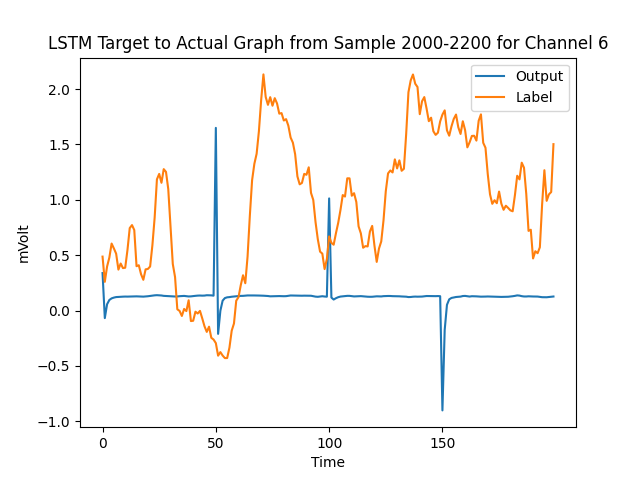 LSTM Target to Actual Graph from Sample 2000-2200 for Channel 6
Output
Label
2.0
1.5
1.0
0.5
0.0
−0.5
−1.0
mVolt
0 50 100 150
Time